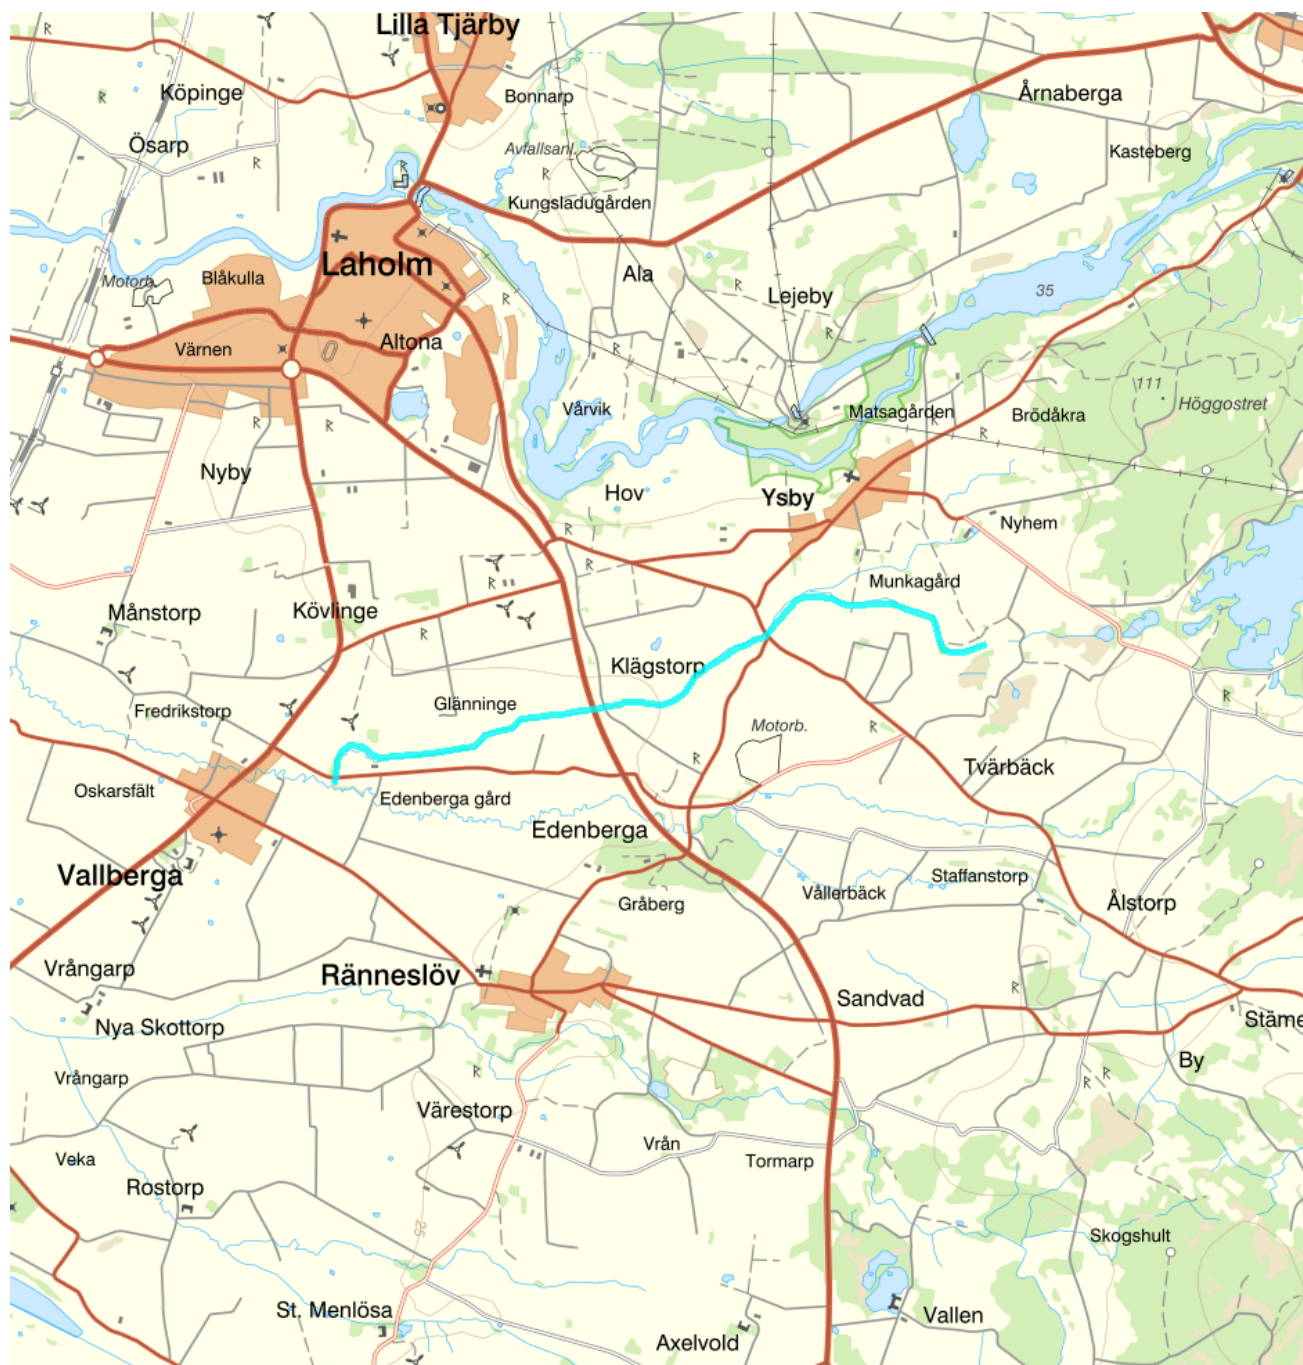 Lilla Tjärby
Köpinge
Bonnarp
Årnaberga
Ösarp
Avfallsanl.
Kasteberg
Kungsladugården
Laholm
Ala
Motorb.
Blåkulla
Lejeby
35
Värnen
Altona
111
Höggostret
Vårvik
Matsagården
Brödåkra
Nyby
Hov
Ysby
Nyhem
Munkagård
Månstorp
Kövlinge
Klägstorp
Fredrikstorp
Glänninge
Motorb.
Tvärbäck
Oskarsfält
Edenberga gård
Edenberga
Vallberga
Staffanstorp
Vållerbäck
Gråberg
Ålstorp
Vrångarp
Ränneslöv
Sandvad
Nya Skottorp
Stäme
By
Vrångarp
Värestorp
Vrån
Veka
Tormarp
Rostorp
25
Skogshult
St. Menlösa
Vallen
Axelvold